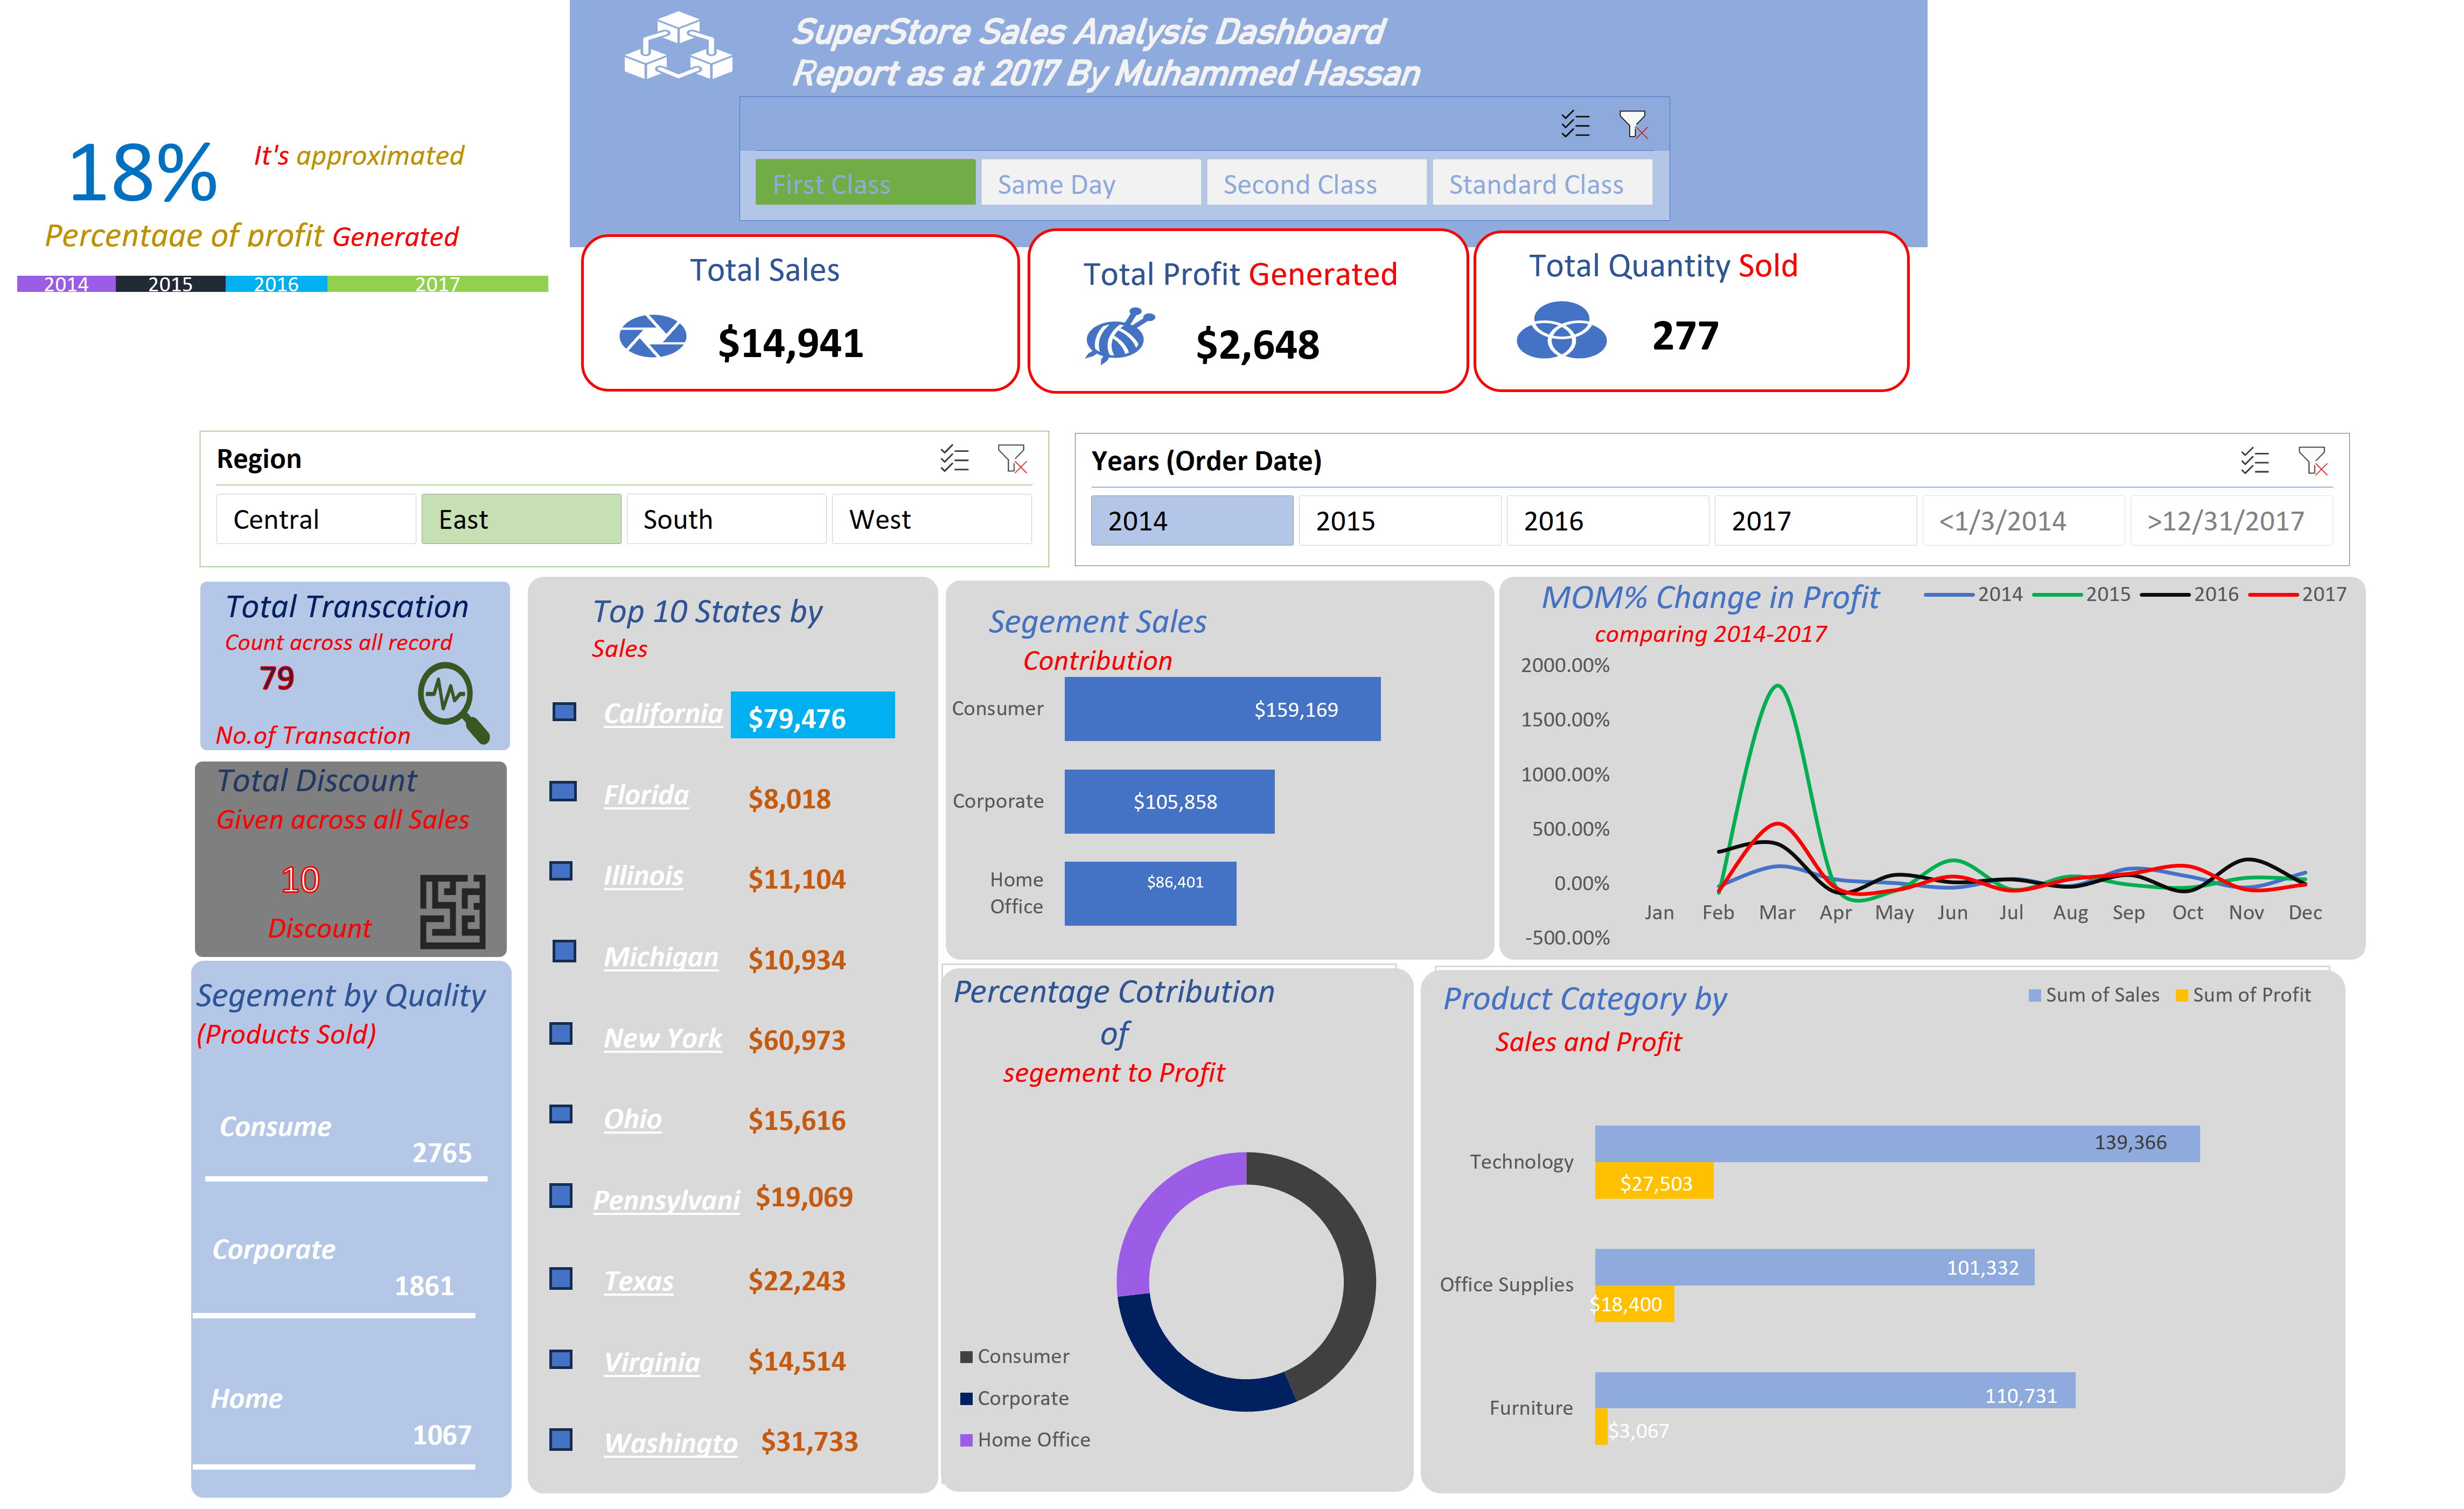 SuperStore Sales Analysis Dashboard
Report as at 2017 By Muhammed Hassan
First Class
Same Day
Second Class
Standard Class
18%
It's approximated
Percentage of profit Generated
2014
2015
2016
2017
Total Sales
$14,941
Total Profit Generated
$2,648
Total Quantity Sold
277
Region
Central
East
South
West
Years (Order Date)
2014
2015
2016
2017
<1/3/2014
>12/31/2017
Total Transcation
Count across all record
79
No.of Transaction
Total Discount
Given across all Sales
10
Discount
Segement by Quality
(Products Sold)
Consume
2765
Corporate
1861
Home
1067
Top 10 States by
Sales
California $79,476
Florida $8,018
Illinois $11,104
Michigan $10,934
New York $60,973
Ohio $15,616
Pennsylvani $19,069
Texas $22,243
Virginia $14,514
Washingto $31,733
Segement Sales
Contribution
Consumer
$159,169
Corporate
$105,858
Home
Office
$86,401
MOM% Change in Profit
comparing 2014-2017
2014
2015
2016
2017
2000.00%
1500.00%
1000.00%
500.00%
0.00%
-500.00%
Jan Feb Mar Apr May Jun Jul Aug Sep Oct Nov Dec
Percentage Cotribution
of
segement to Profit
Consumer
Corporate
Home Office
Product Category by
Sales and Profit
Sum of Sales
Sum of Profit
Technology
139,366
$27,503
Office Supplies
101,332
$18,400
Furniture
110,731
$3,067